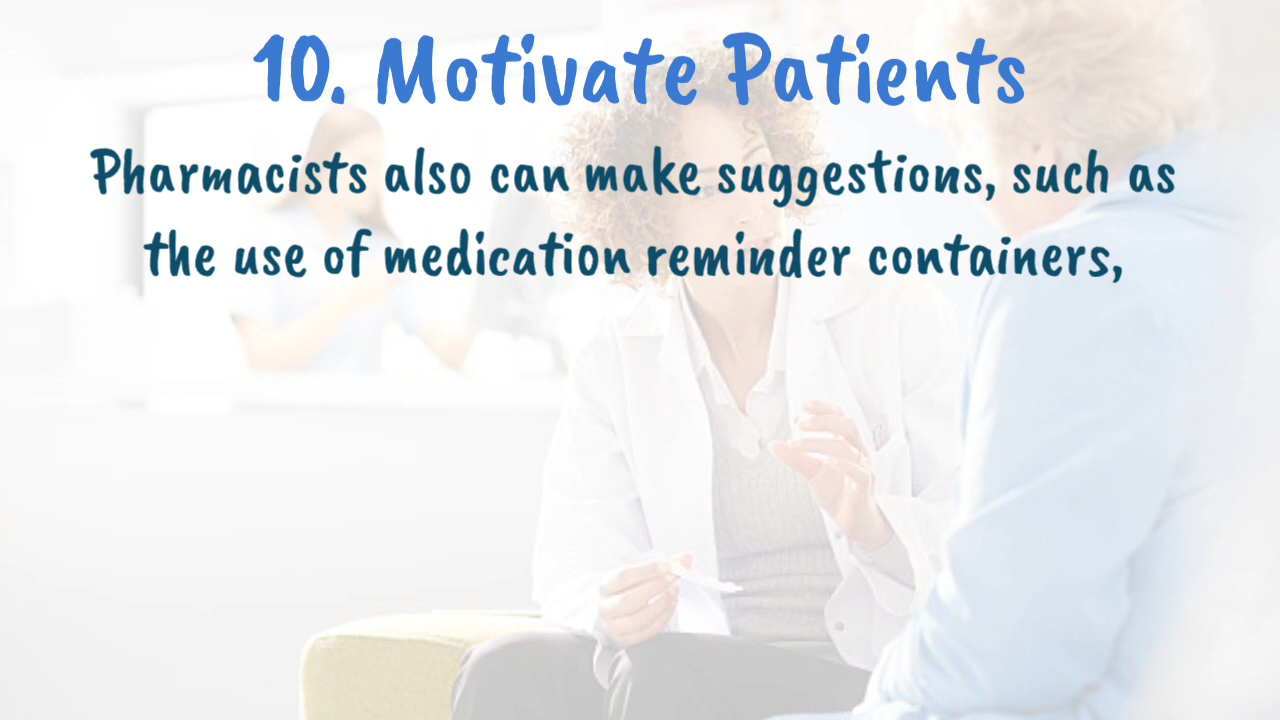 10. Motivate Patients
Pharmacists also can make suggestions, such as
the use of medication reminder containers,